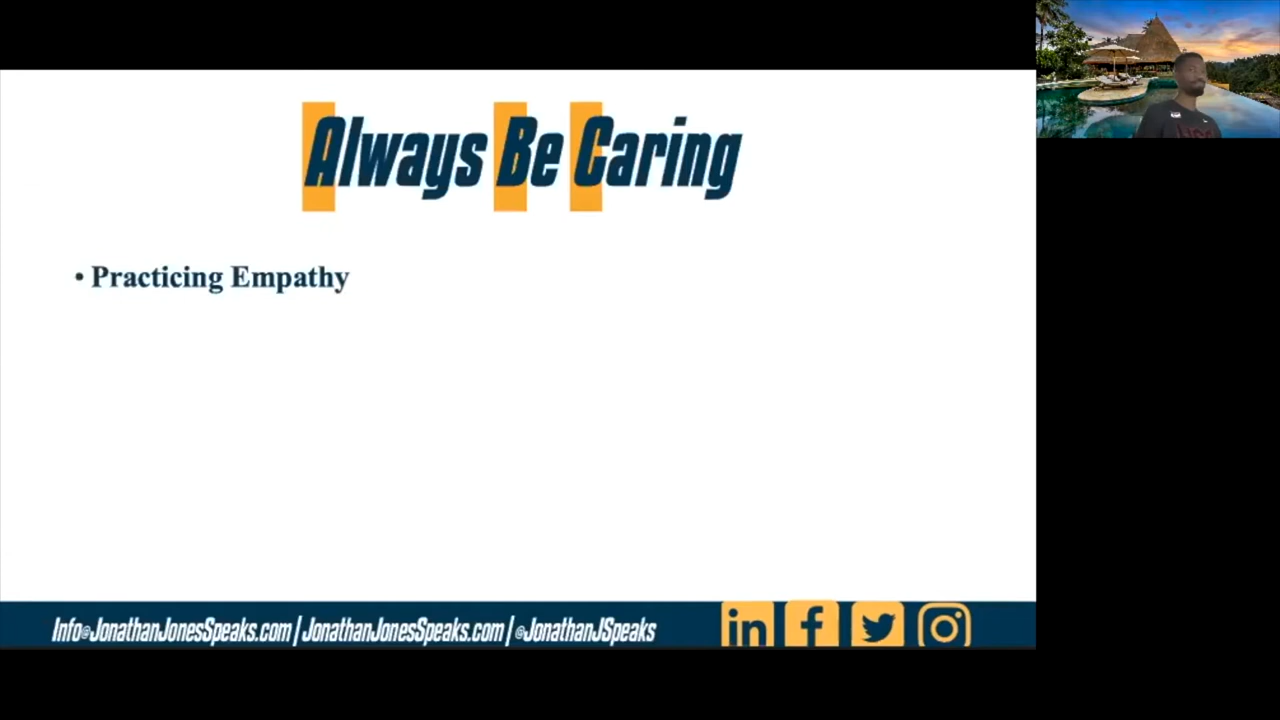 Always Be Caring
• Practicing Empathy
Info@JonathanJonesSpeaks.com | JonathanJonesSpeaks.com | @JonathanJSpeaks
in f